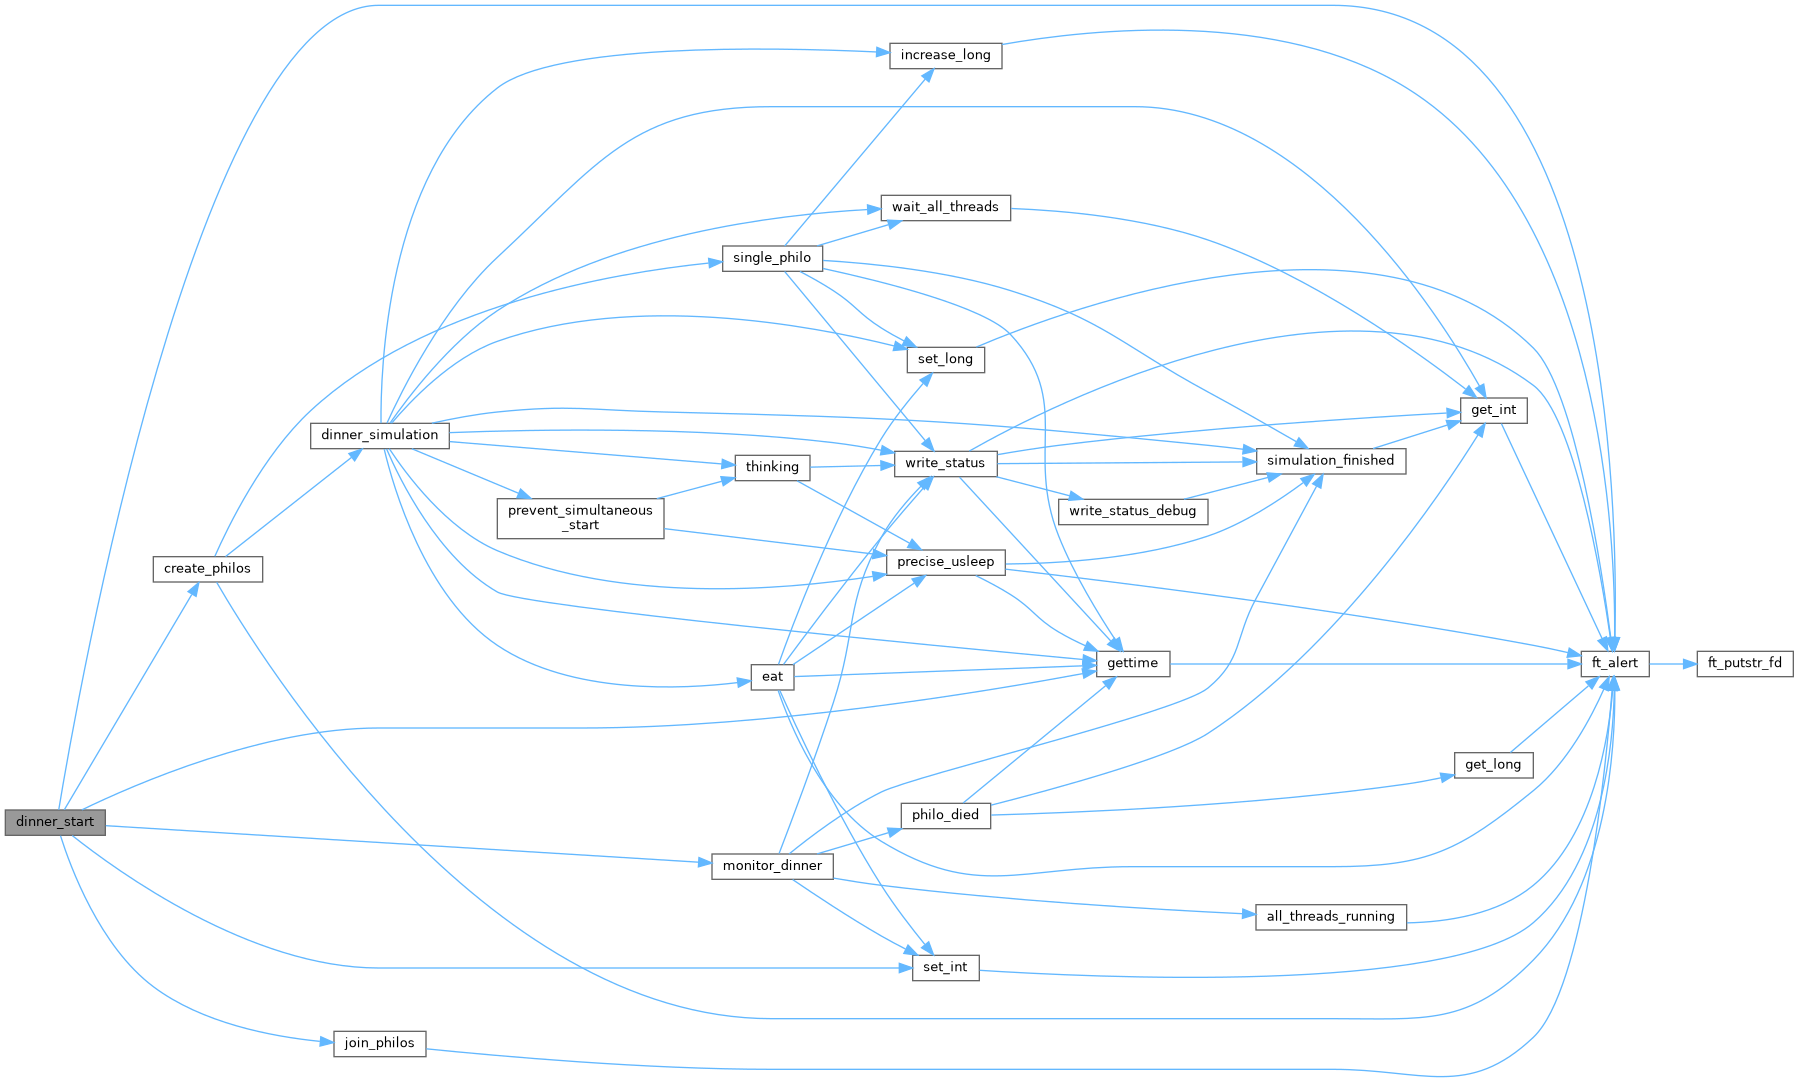 increase_long
wait_all_threads
single_philo
set_long
get_int
dinner_simulation
write_status
simulation_finished
thinking
prevent_simultaneous
_start
write_status_debug
create_philos
precise_usleep
gettime
ft_alert
ft_putstr_fd
eat
get_long
dinner_start
philo_died
monitor_dinner
all_threads_running
set_int
join_philos